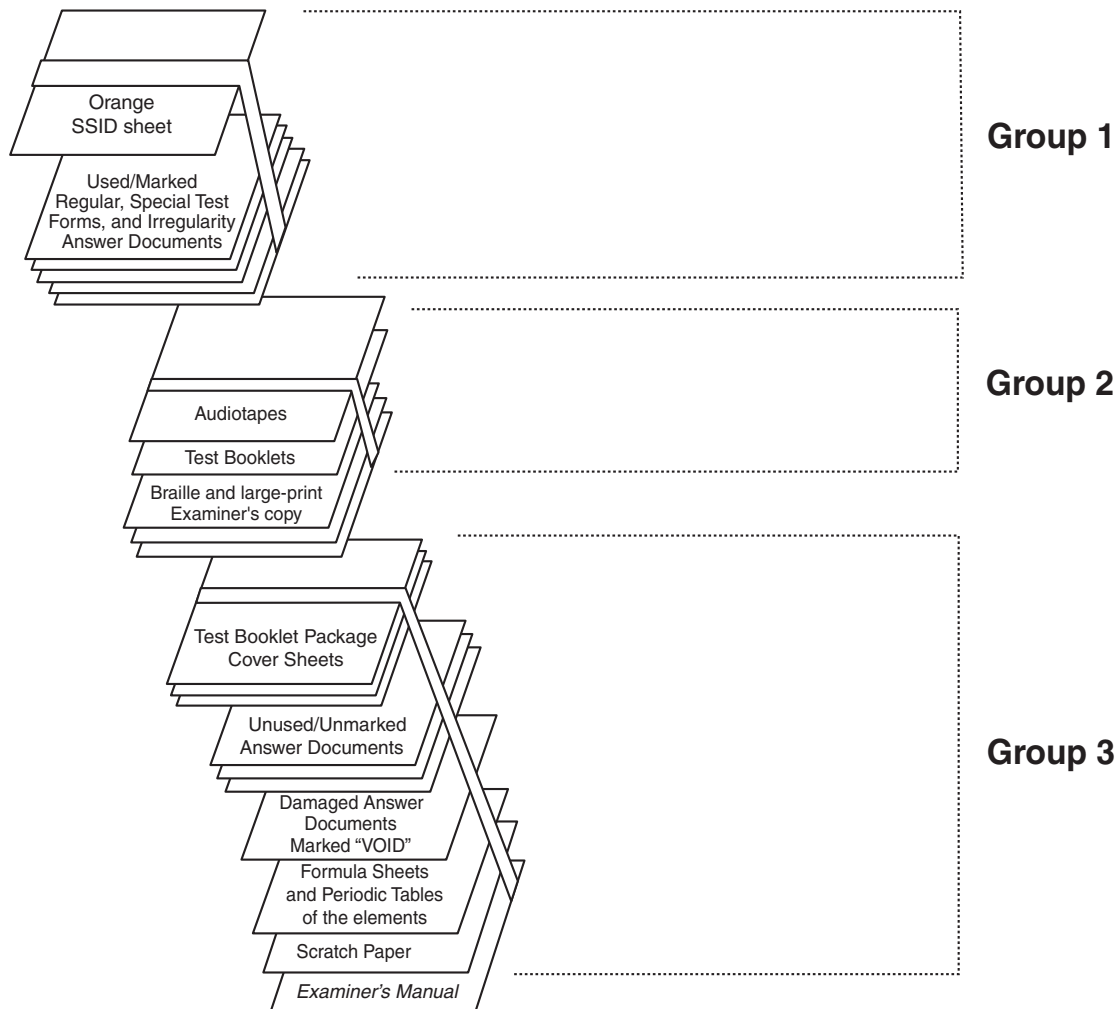 Group 1
Orange
SSID sheet
Used/Marked
Regular, Special Test
Forms, and Irregularity
Answer Documents
Group 2
Audiotapes
Test Booklets
Braille and large-print
Examiner's copy
Group 3
Test Booklet Package
Cover Sheets
Unused/Unmarked
Answer Documents
Damaged Answer
Documents
Marked “VOID”
Formula Sheets
and Periodic Tables
of the elements
Scratch Paper
Examiner’s Manual